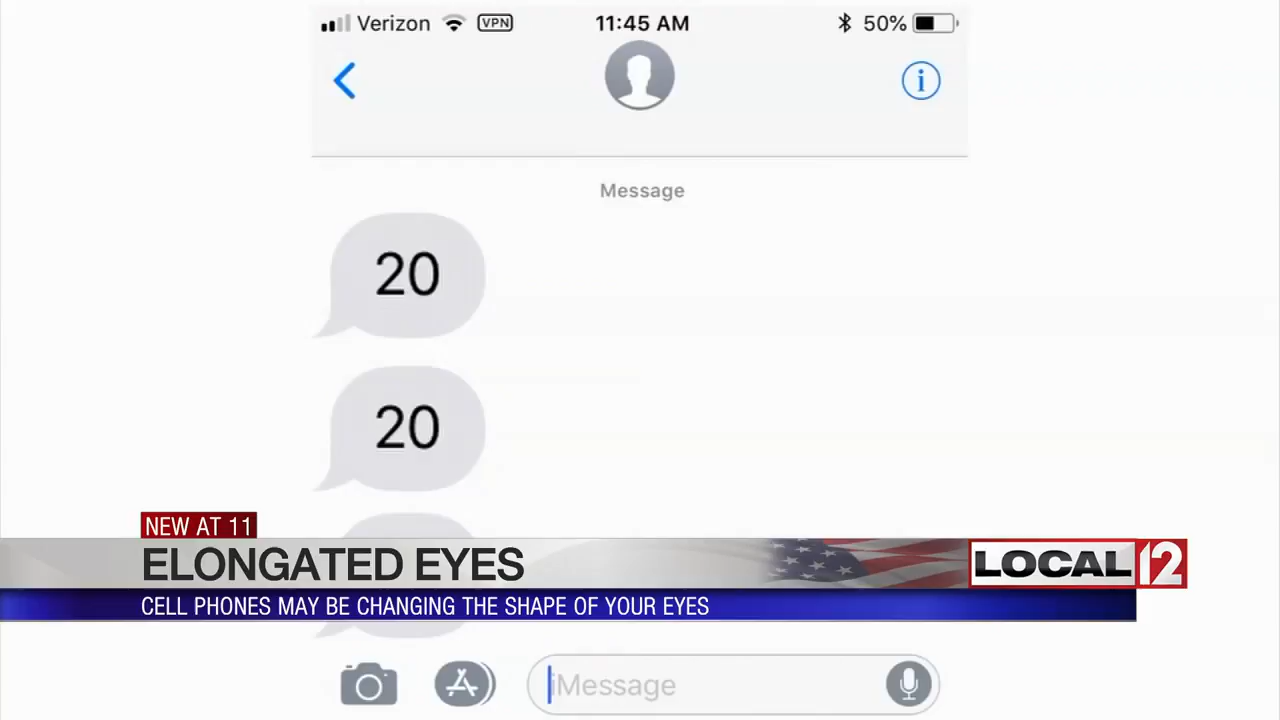 Verizon VPN 11:45 AM 50%
Message
20
20
NEW AT 11
ELONGATED EYES
LOCAL 12
CELL PHONES MAY BE CHANGING THE SHAPE OF YOUR EYES
iMessage